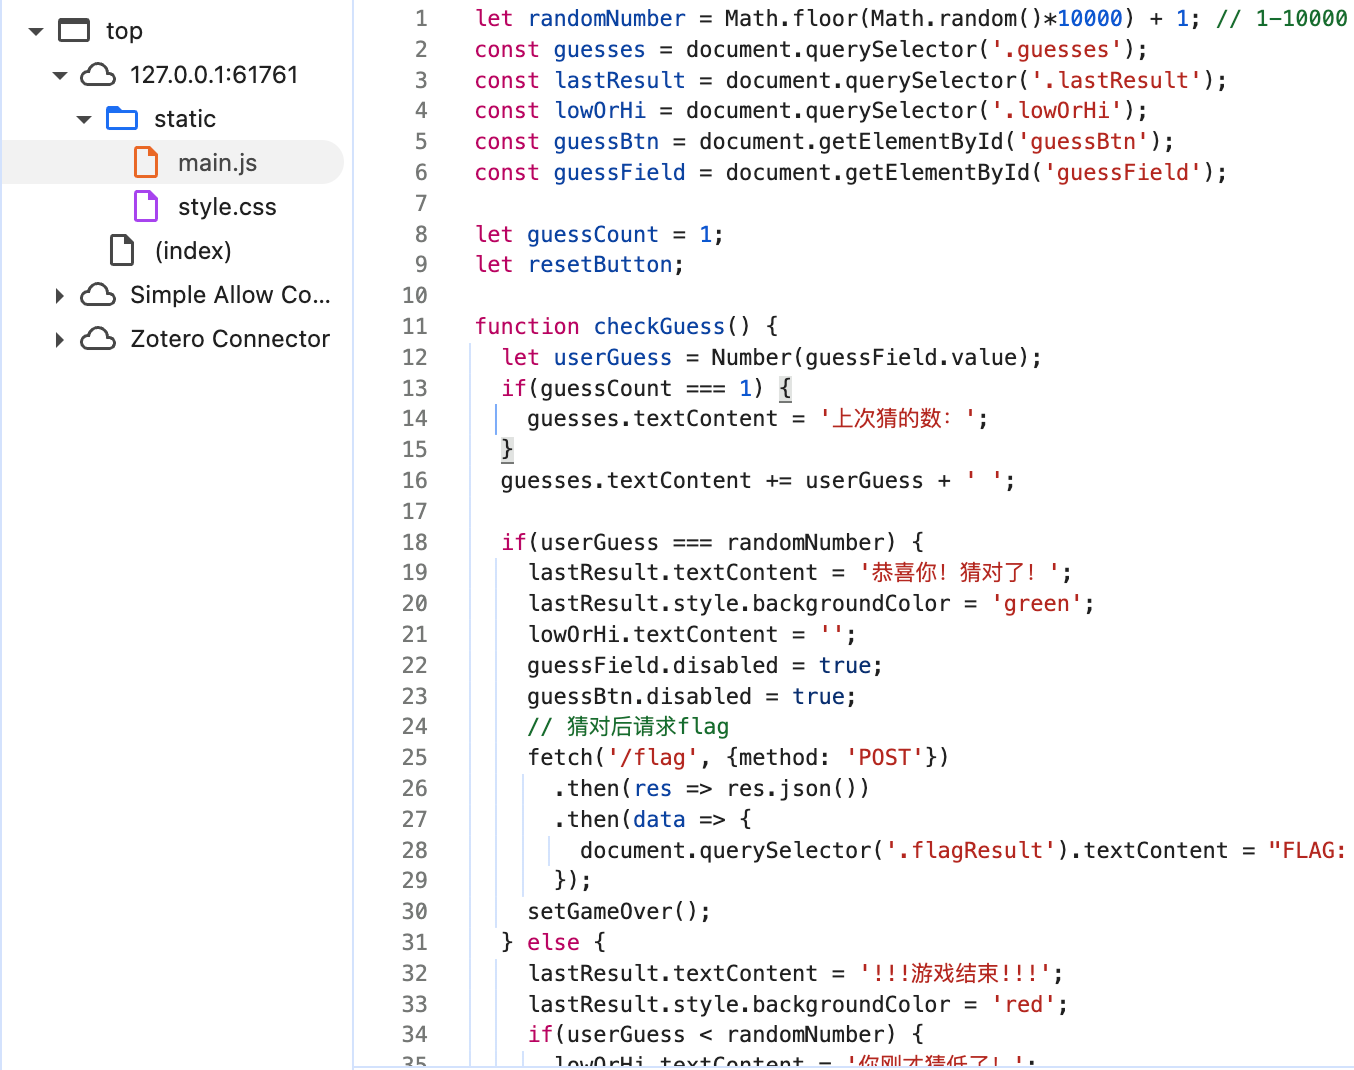 top
127.0.0.1:61761
static
main.js
style.css
(index)
Simple Allow Co...
Zotero Connector
1 let randomNumber = Math.floor(Math.random()*10000) + 1; // 1-10000
2 const guesses = document.querySelector('.guesses');
3 const lastResult = document.querySelector('.lastResult');
4 const lowOrHi = document.querySelector('.lowOrHi');
5 const guessBtn = document.getElementById('guessBtn');
6 const guessField = document.getElementById('guessField');
7
8 let guessCount = 1;
9 let resetButton;
10
11 function checkGuess() {
12 let userGuess = Number(guessField.value);
13 if(guessCount === 1) {
14 guesses.textContent = '上次猜的数：';
15 }
16 guesses.textContent += userGuess + ' ';
17
18 if(userGuess === randomNumber) {
19 lastResult.textContent = '恭喜你！猜对了！';
20 lastResult.style.backgroundColor = 'green';
21 lowOrHi.textContent = '';
22 guessField.disabled = true;
23 guessBtn.disabled = true;
24 // 猜对后请求flag
25 fetch('/flag', {method: 'POST'})
26 .then(res => res.json())
27 .then(data => {
28 document.querySelector('.flagResult').textContent = "FLAG:
29 });
30 setGameOver();
31 } else {
32 lastResult.textContent = '!!!游戏结束!!!';
33 lastResult.style.backgroundColor = 'red';
34 if(userGuess < randomNumber) {
35 lowOrHi.textContent = '你刚才猜低了！';